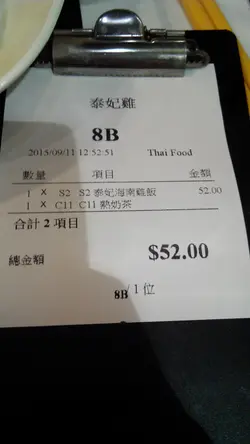 泰妃雞
8B
2015/09/11 12 52:51 Thai Food
數量 項目 金額
1 X S2 S2 泰妃海南雞飯 52.00
1 X C11 C11 熱奶茶
合計 2 項目
總金額 $52.00
8B / 1 位